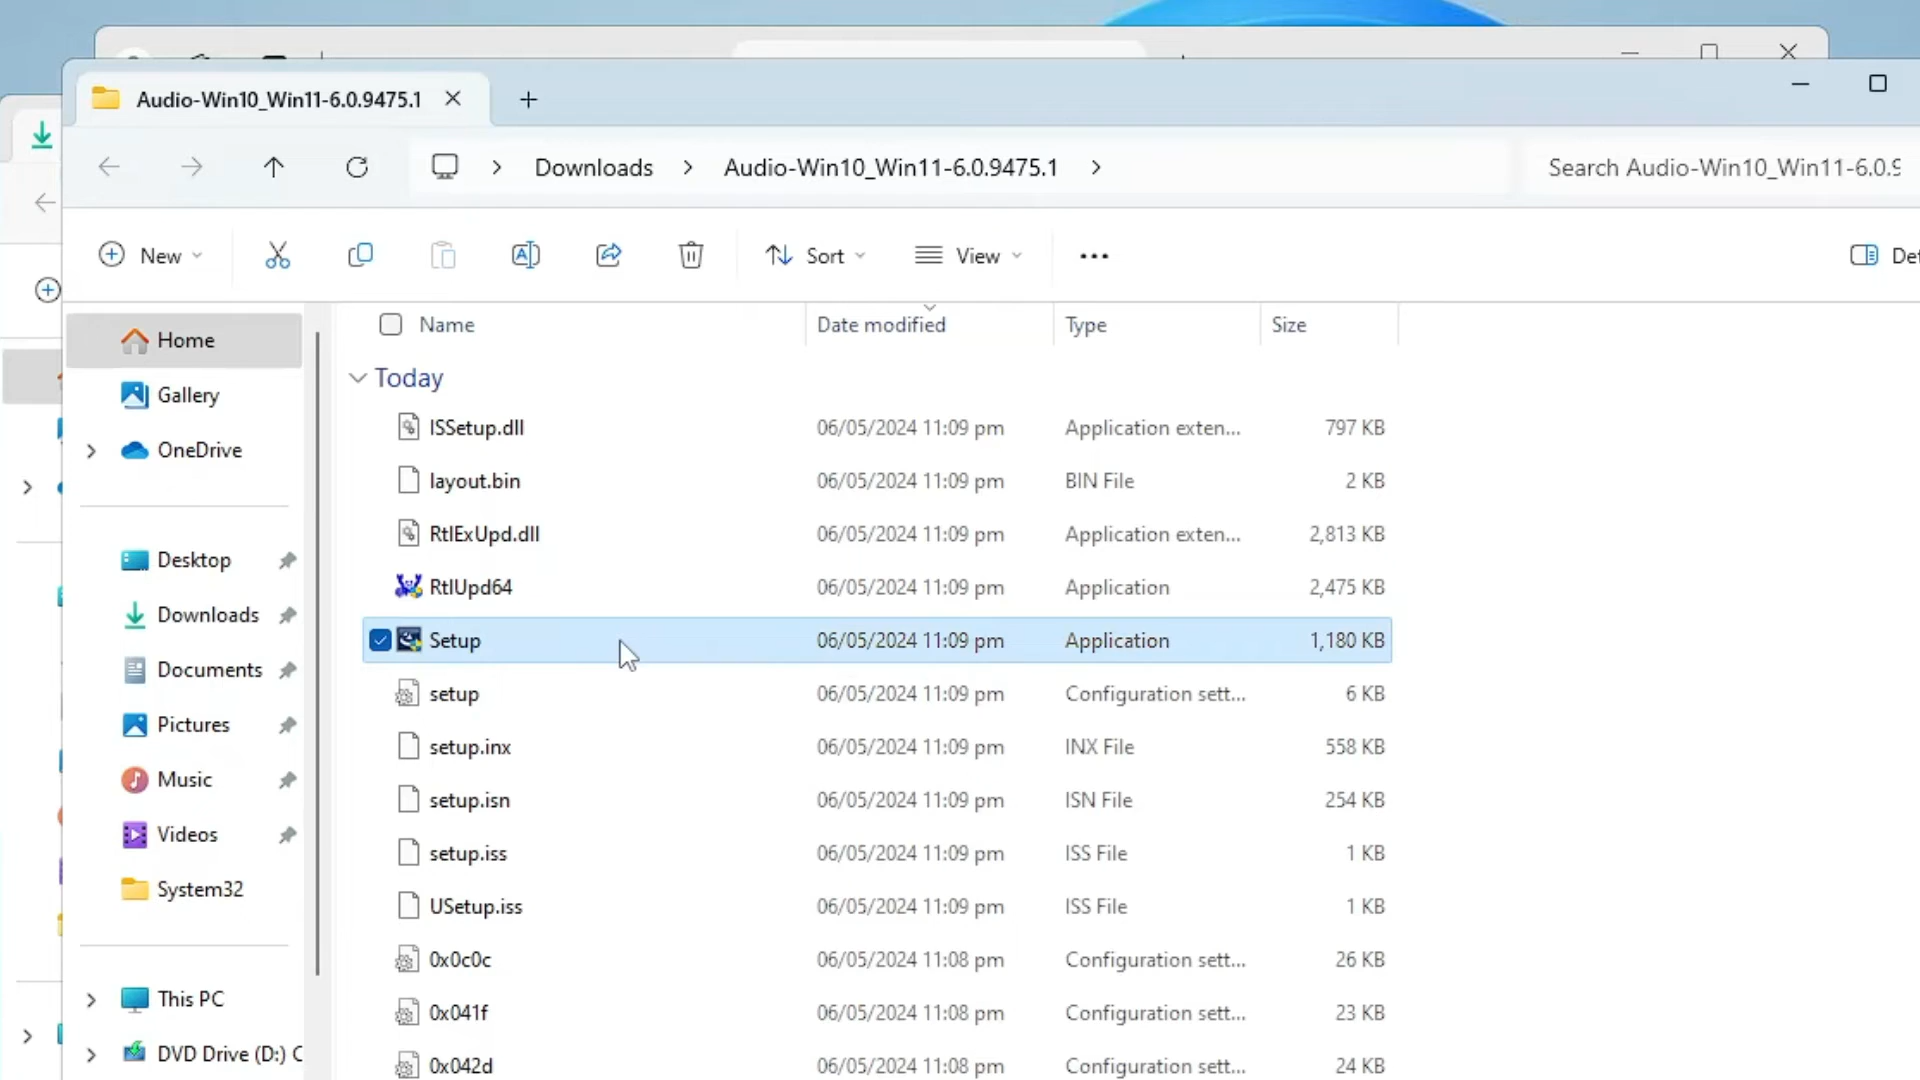 Audio-Win10_Win11-6.0.9475.1
Downloads Audio-Win10_Win11-6.0.9475.1 Search Audio-Win10_Win11-6.0.9
New Sort View
Name Date modified Type Size
Home
Gallery
OneDrive
Desktop
Downloads
Documents
Pictures
Music
Videos
System32
This PC
DVD Drive (D:) C
Today
ISSetup.dll 06/05/2024 11:09 pm Application exten... 797 KB
layout.bin 06/05/2024 11:09 pm BIN File 2 KB
RtlExUpd.dll 06/05/2024 11:09 pm Application exten... 2,813 KB
RtlUpd64 06/05/2024 11:09 pm Application 2,475 KB
Setup 06/05/2024 11:09 pm Application 1,180 KB
setup 06/05/2024 11:09 pm Configuration sett... 6 KB
setup.inx 06/05/2024 11:09 pm INX File 558 KB
setup.isn 06/05/2024 11:09 pm ISN File 254 KB
setup.iss 06/05/2024 11:09 pm ISS File 1 KB
USetup.iss 06/05/2024 11:09 pm ISS File 1 KB
0x0c0c 06/05/2024 11:08 pm Configuration sett... 26 KB
0x041f 06/05/2024 11:08 pm Configuration sett... 23 KB
0x042d 06/05/2024 11:08 pm Configuration sett... 24 KB